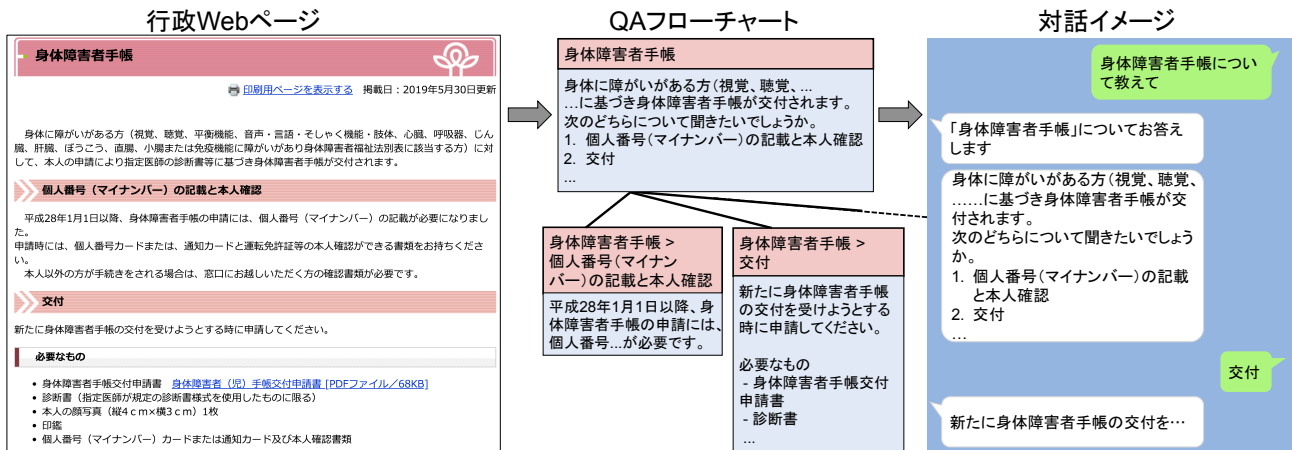 行政Webページ
身体障害者手帳
印刷用ページを表示する 掲載日：2019年5月30日更新
身体に障がいがある方（視覚、聴覚、平衡機能、音声・言語・そしゃく機能・肢体、心臓、呼吸器、じん
臓、肝臓、ぼうこう、直腸、小腸または免疫機能に障がいがあり身体障害者福祉法別表に該当する方）に対
して、本人の申請により指定医師の診断書等に基づき身体障害者手帳が交付されます。
個人番号（マイナンバー）の記載と本人確認
平成28年1月1日以降、身体障害者手帳の申請には、個人番号（マイナンバー）の記載が必要になりまし
た。
申請時には、個人番号カードまたは、通知カードと運転免許証等の本人確認ができる書類をお持ちくださ
い。
本人以外の方が手続きをされる場合は、窓口にお越しいただく方の確認書類が必要です。
交付
新たに身体障害者手帳の交付を受けようとする時に申請してください。
必要なもの
• 身体障害者手帳交付申請書 身体障害者（児）手帳交付申請書 [PDFファイル／68KB]
• 診断書（指定医師が規定の診断書様式を使用したものに限る）
• 本人の顔写真（縦4ｃｍ×横3ｃｍ）1枚
• 印鑑
• 個人番号（マイナンバー）カードまたは通知カード及び本人確認書類
QAフローチャート
身体障害者手帳
身体に障がいがある方（視覚、聴覚、...
…に基づき身体障害者手帳が交付されます。
次のどちらについて聞きたいでしょうか。
1. 個人番号（マイナンバー）の記載と本人確認
2. 交付
...
身体障害者手帳 >
個人番号（マイナン
バー）の記載と本人確認
平成28年1月1日以降、身
体障害者手帳の申請には、
個人番号...が必要です。
身体障害者手帳 >
交付
新たに身体障害者手帳
の交付を受けようとする
時に申請してください。
必要なもの
- 身体障害者手帳交付
申請書
- 診断書
...
対話イメージ
身体障害者手帳につい
て教えて
「身体障害者手帳」についてお答え
します
身体に障がいがある方（視覚、聴覚、
……に基づき身体障害者手帳が交
付されます。
次のどちらについて聞きたいでしょう
か。
1. 個人番号（マイナンバー）の記載
と本人確認
2. 交付
…
交付
新たに身体障害者手帳の交付を…